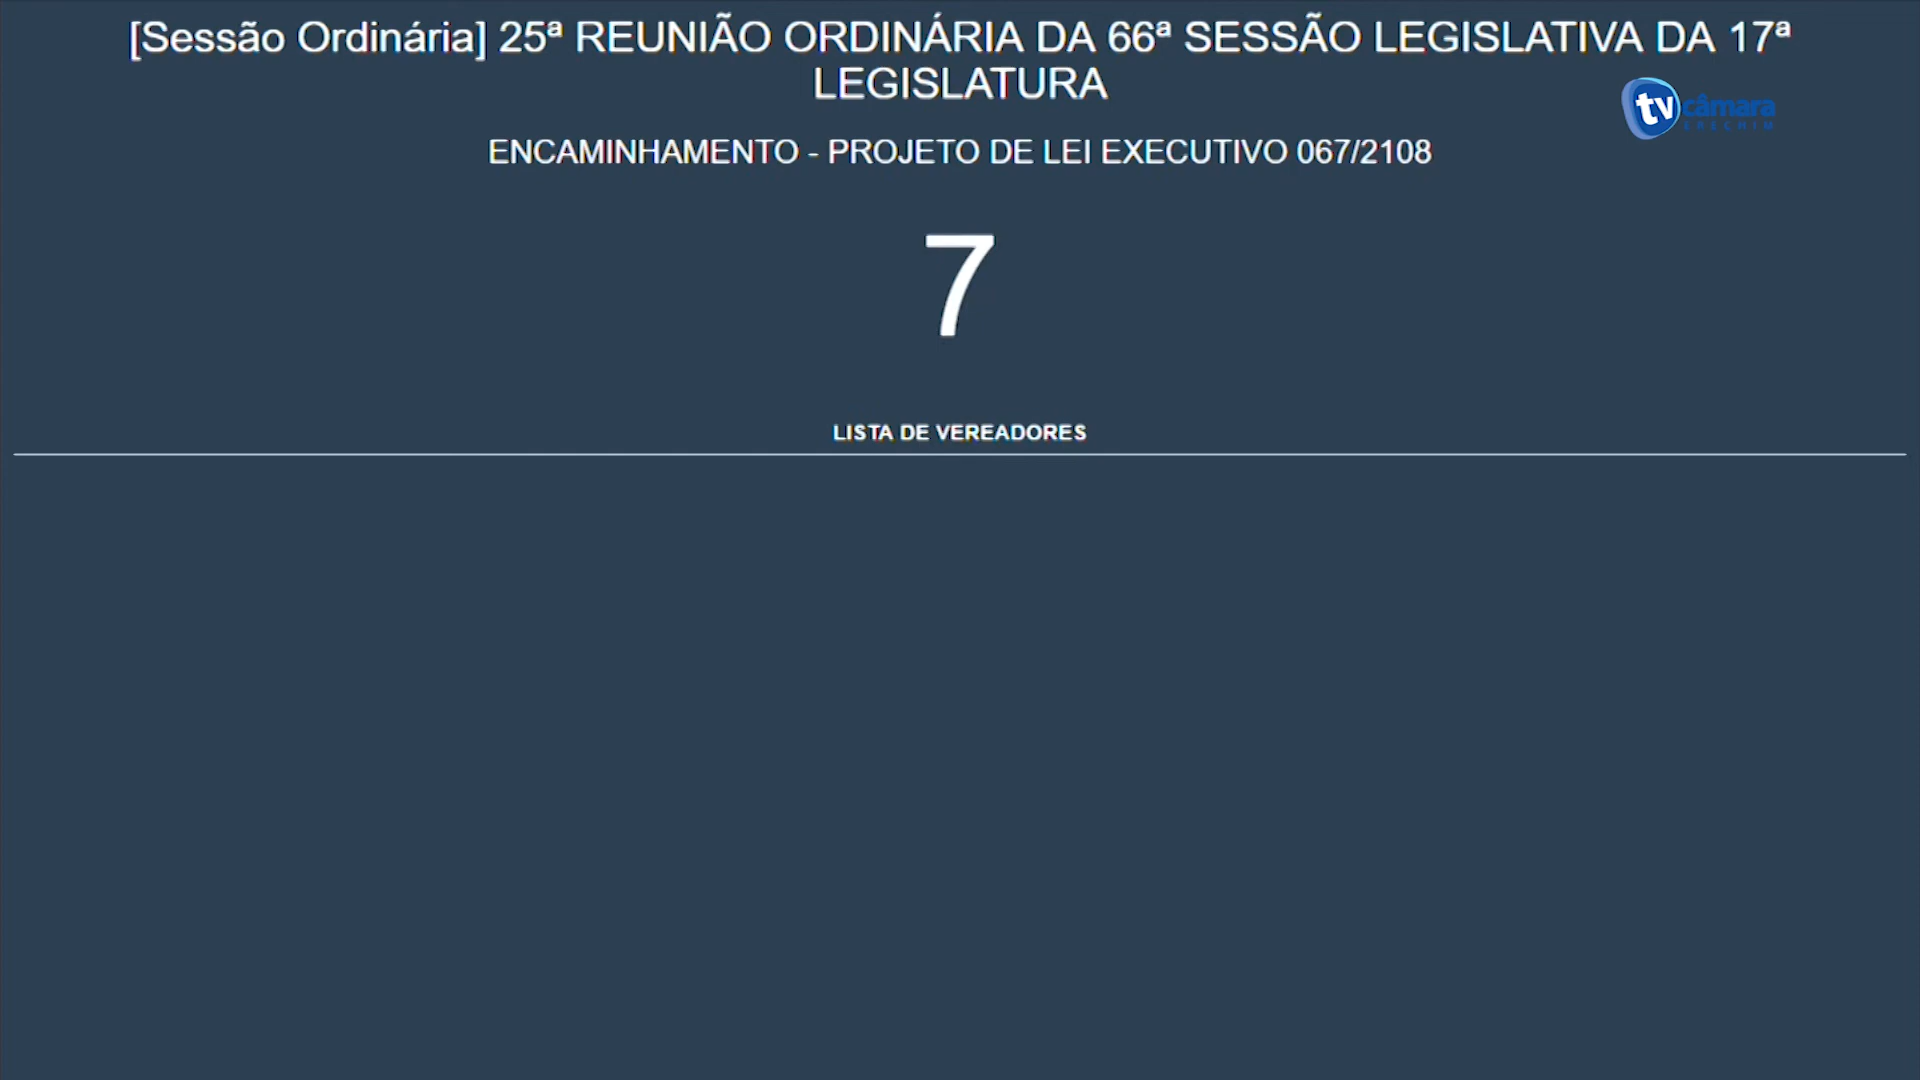 [Sessão Ordinária] 25ª REUNIÃO ORDINÁRIA DA 66ª SESSÃO LEGISLATIVA DA 17ª
LEGISLATURA
tv câmara
ERECHIM
ENCAMINHAMENTO - PROJETO DE LEI EXECUTIVO 067/2108
7
LISTA DE VEREADORES